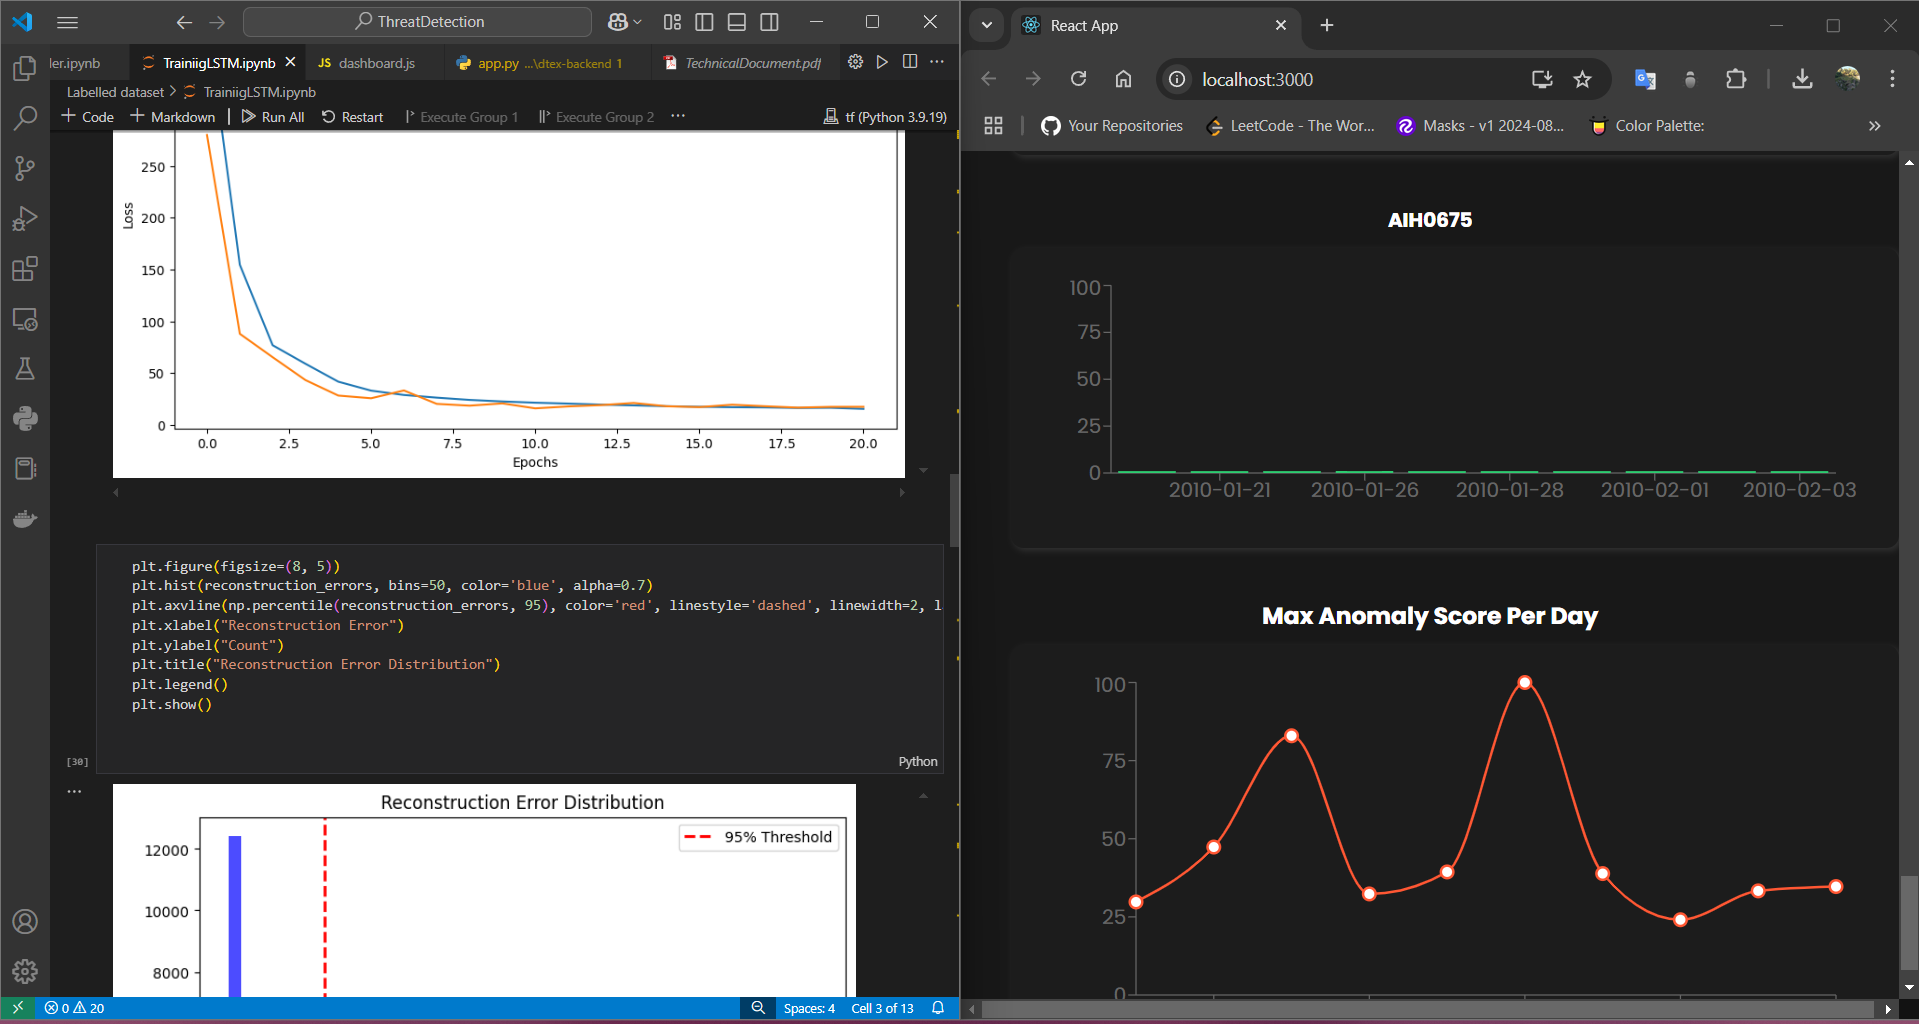 ThreatDetection
ler.ipynb
TrainiigLSTM.ipynb
JS dashboard.js
app.py ...\dtex-backend 1
TechnicalDocument.pdf
Labelled dataset > TrainiigLSTM.ipynb
+ Code + Markdown | Run All Restart Execute Group 1 Execute Group 2 ... tf (Python 3.9.19)
250
200
150
100
50
0
Loss
0.0 2.5 5.0 7.5 10.0 12.5 15.0 17.5 20.0
Epochs
plt.figure(figsize=(8, 5))
plt.hist(reconstruction_errors, bins=50, color='blue', alpha=0.7)
plt.axvline(np.percentile(reconstruction_errors, 95), color='red', linestyle='dashed', linewidth=2, l
plt.xlabel("Reconstruction Error")
plt.ylabel("Count")
plt.title("Reconstruction Error Distribution")
plt.legend()
plt.show()
[30]
Python
...
Reconstruction Error Distribution
95% Threshold
12000
10000
8000
0 20
Spaces: 4 Cell 3 of 13
React App
localhost:3000
Your Repositories
LeetCode - The Wor...
Masks - v1 2024-08...
Color Palette:
»
AIH0675
100
75
50
25
0
2010-01-21 2010-01-26 2010-01-28 2010-02-01 2010-02-03
Max Anomaly Score Per Day
100
75
50
25
0